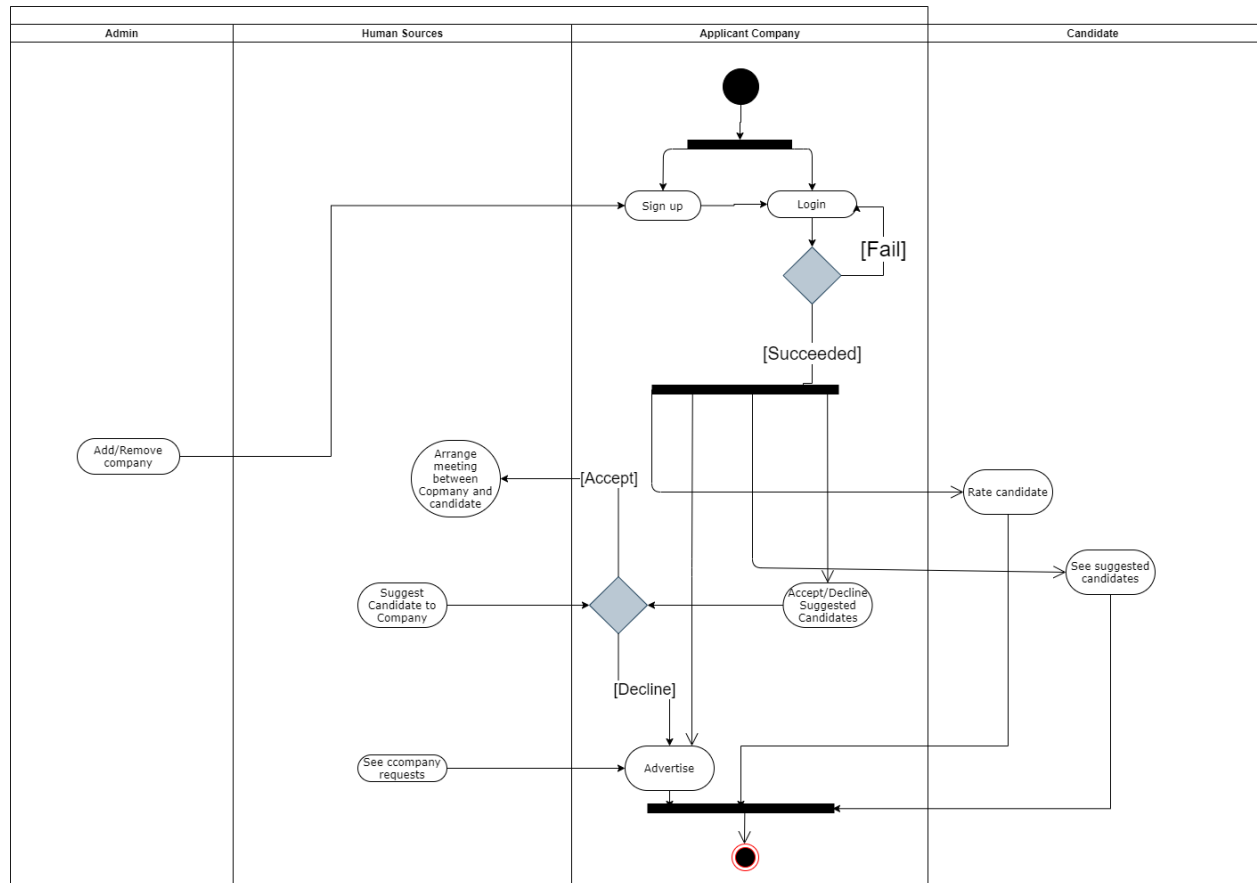 Admin
Human Sources
Applicant Company
Candidate
Sign up
Login
[Fail]
[Succeeded]
Add/Remove
company
Arrange
meeting
between
Copmany and
candidate
[Accept]
Rate candidate
See suggested
candidates
Suggest
Candidate to
Company
Accept/Decline
Suggested
Candidates
[Decline]
See ccompany
requests
Advertise